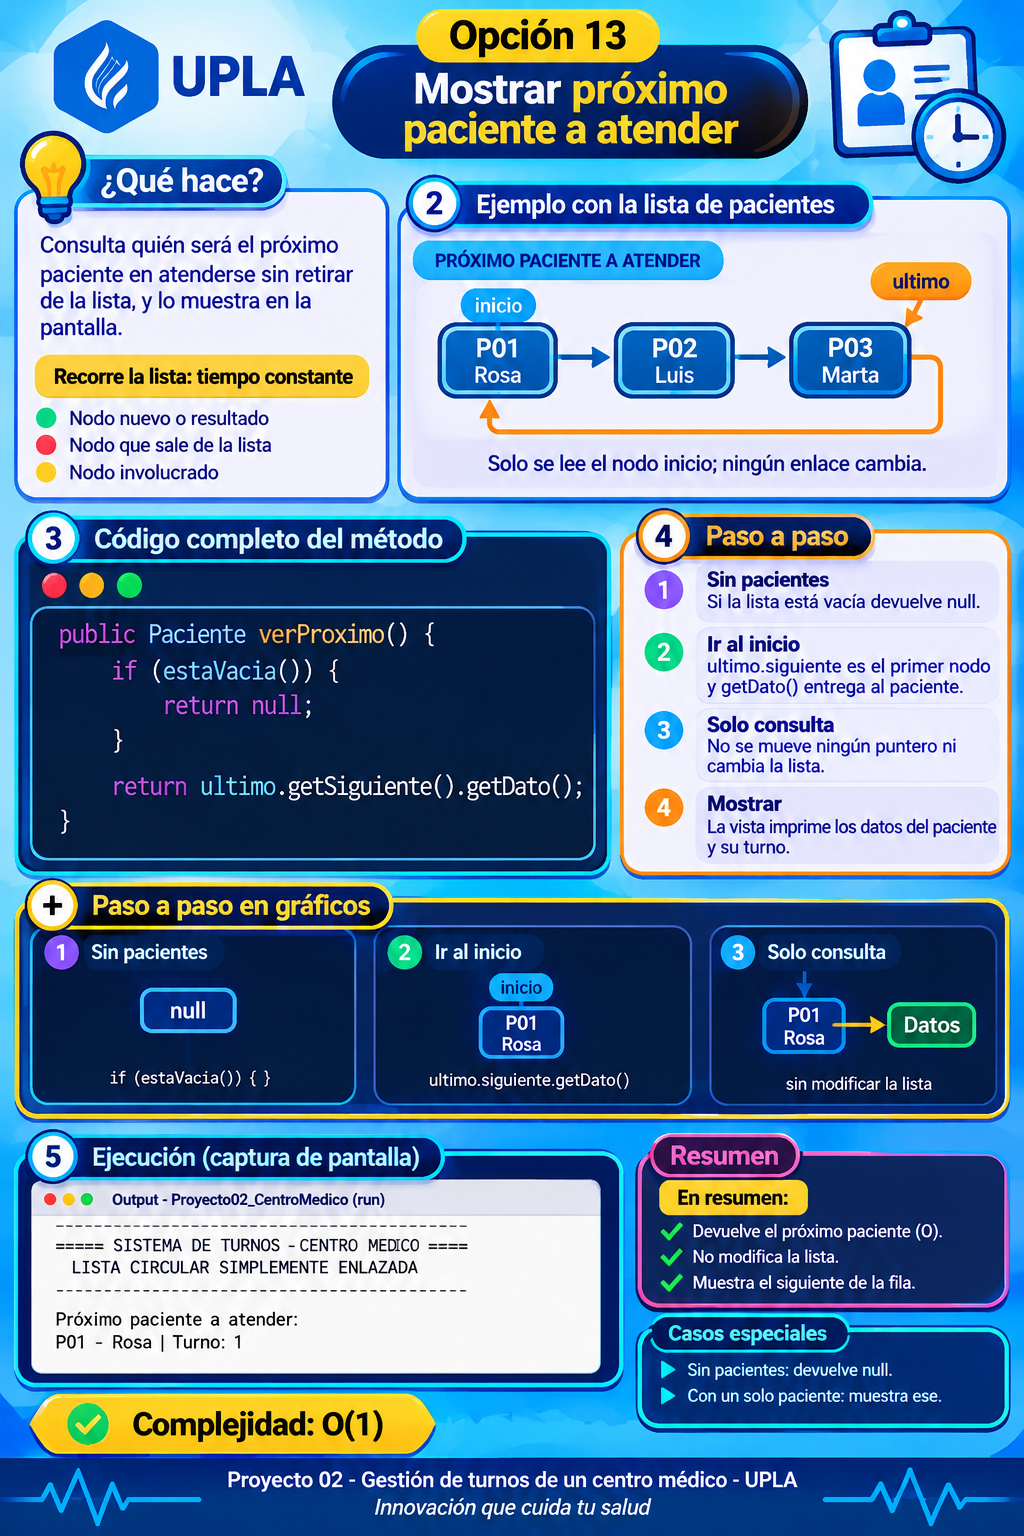 UPLA
Opción 13
Mostrar próximo
paciente a atender
¿Qué hace?
Consulta quién será el próximo
paciente en atenderse sin retirar
de la lista, y lo muestra en la
pantalla.
Recorre la lista: tiempo constante
Nodo nuevo o resultado
Nodo que sale de la lista
Nodo involucrado
2
Ejemplo con la lista de pacientes
PRÓXIMO PACIENTE A ATENDER
inicio
ultimo
P01
Rosa
P02
Luis
P03
Marta
Solo se lee el nodo inicio; ningún enlace cambia.
3
Código completo del método
public Paciente verProximo() {
if (estaVacia()) {
return null;
}
return ultimo.getSiguiente().getDato();
}
4
Paso a paso
1
Sin pacientes
Si la lista está vacía devuelve null.
2
Ir al inicio
ultimo.siguiente es el primer nodo
y getDato() entrega al paciente.
3
Solo consulta
No se mueve ningún puntero ni
cambia la lista.
4
Mostrar
La vista imprime los datos del paciente
y su turno.
+
Paso a paso en gráficos
1
Sin pacientes
null
if (estaVacia()) { }
2
Ir al inicio
inicio
P01
Rosa
ultimo.siguiente.getDato()
3
Solo consulta
P01
Rosa
Datos
sin modificar la lista
5
Ejecución (captura de pantalla)
Output - Proyecto02_CentroMedico (run)
-----------------------------------------
===== SISTEMA DE TURNOS - CENTRO MEDICO ====
LISTA CIRCULAR SIMPLEMENTE ENLAZADA
-----------------------------------------
Próximo paciente a atender:
P01 - Rosa | Turno: 1
Resumen
En resumen:
Devuelve el próximo paciente (O).
No modifica la lista.
Muestra el siguiente de la fila.
Casos especiales
Sin pacientes: devuelve null.
Con un solo paciente: muestra ese.
Complejidad: O(1)
Proyecto 02 - Gestión de turnos de un centro médico - UPLA
Innovación que cuida tu salud